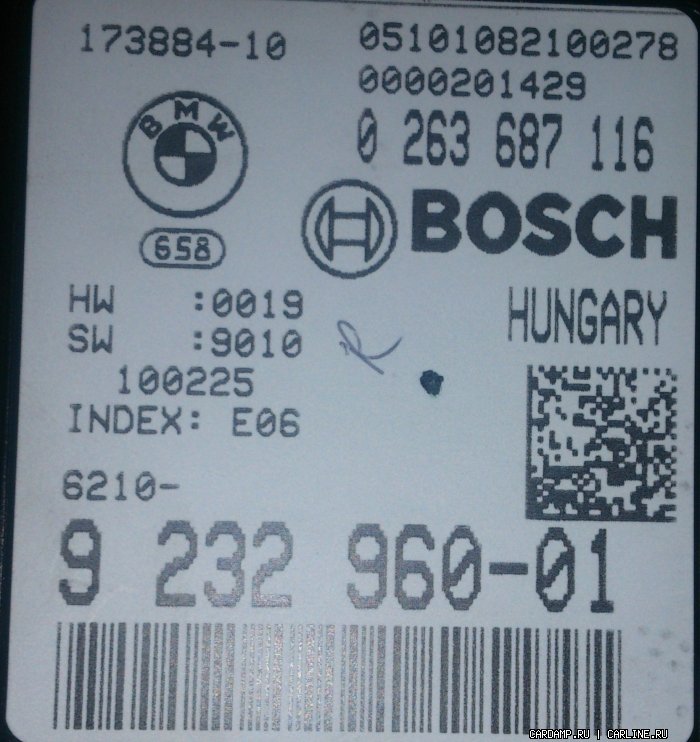 173884-10
05101082100278
0000201429
BMW
0 263 687 116
658
BOSCH
HW :0019
HUNGARY
SW :9010
R
100225
INDEX: E06
6210-
9 232 960-01
CARDAMP.RU | CARLINE.RU